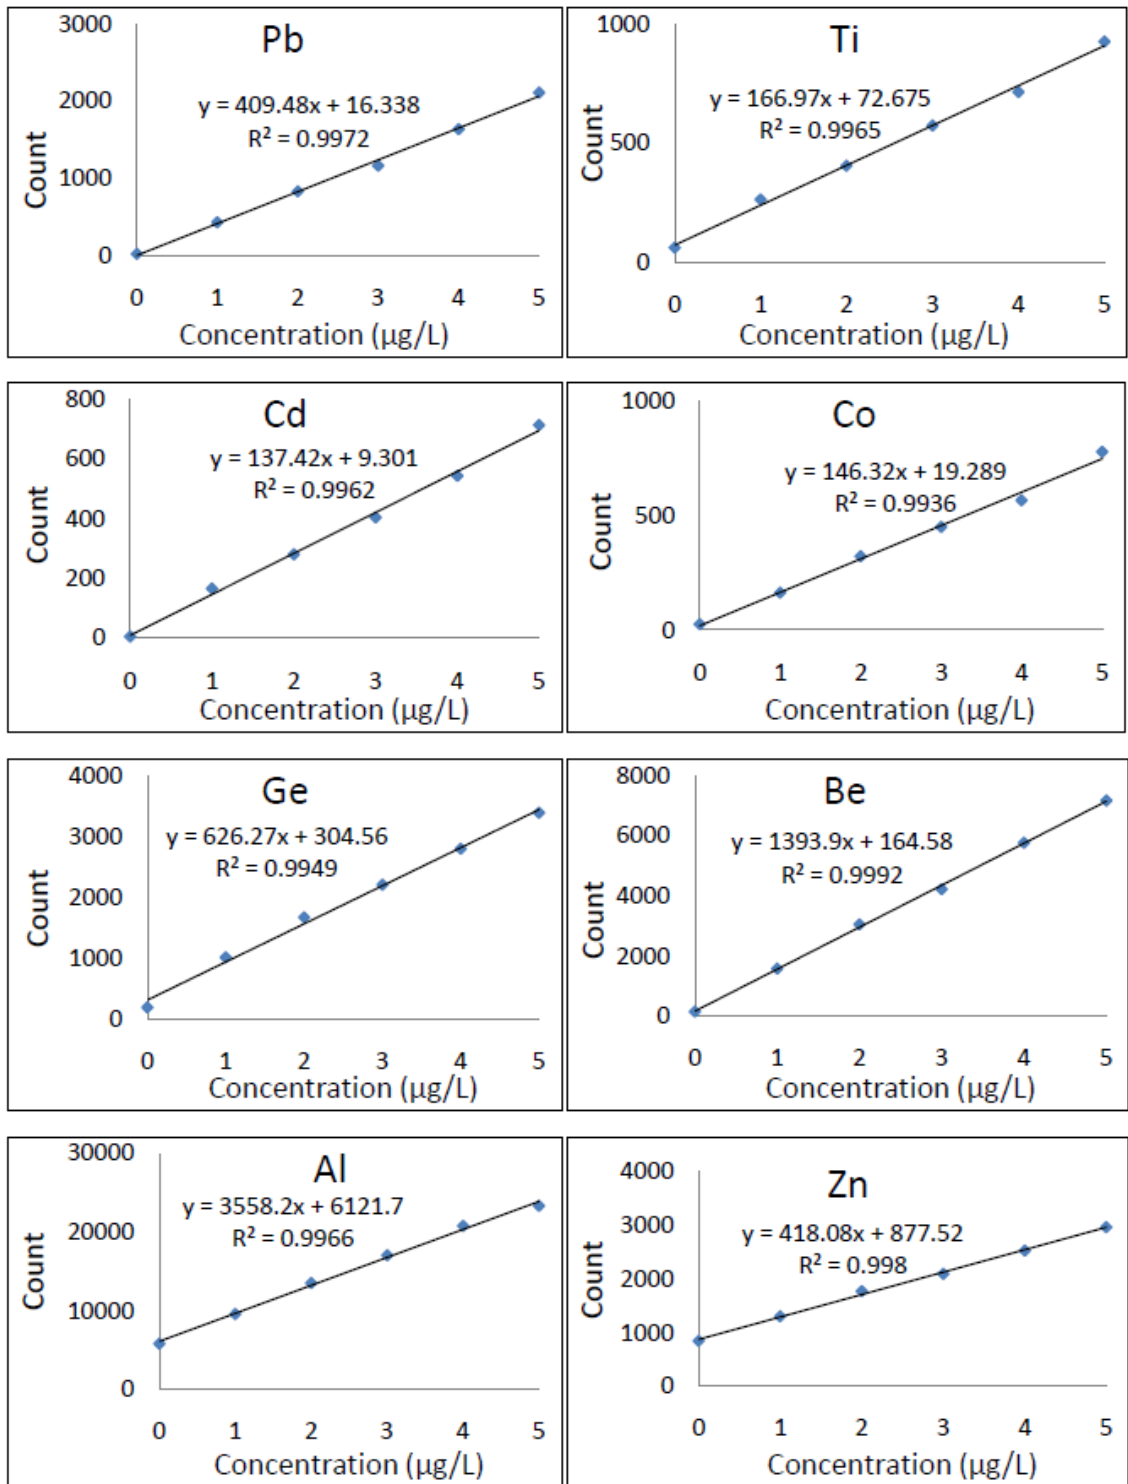 Pb
y = 409.48x + 16.338
R² = 0.9972
3000
2000
1000
0
Count
0 1 2 3 4 5
Concentration (µg/L)
Ti
y = 166.97x + 72.675
R² = 0.9965
1000
500
0
Count
0 1 2 3 4 5
Concentration (µg/L)
Cd
y = 137.42x + 9.301
R² = 0.9962
800
600
400
200
0
Count
0 1 2 3 4 5
Concentration (µg/L)
Co
y = 146.32x + 19.289
R² = 0.9936
1000
500
0
Count
0 1 2 3 4 5
Concentration (µg/L)
Ge
y = 626.27x + 304.56
R² = 0.9949
4000
3000
2000
1000
0
Count
0 1 2 3 4 5
Concentration (µg/L)
Be
y = 1393.9x + 164.58
R² = 0.9992
8000
6000
4000
2000
0
Count
0 1 2 3 4 5
Concentration (µg/L)
Al
y = 3558.2x + 6121.7
R² = 0.9966
30000
20000
10000
0
Count
0 1 2 3 4 5
Concentration (µg/L)
Zn
y = 418.08x + 877.52
R² = 0.998
4000
3000
2000
1000
0
Count
0 1 2 3 4 5
Concentration (µg/L)